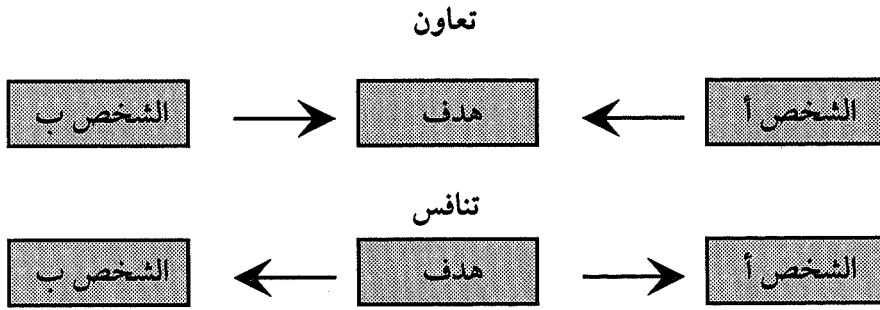 تعاون
الشخص أ هدف الشخص ب
تنافس
الشخص أ هدف الشخص ب